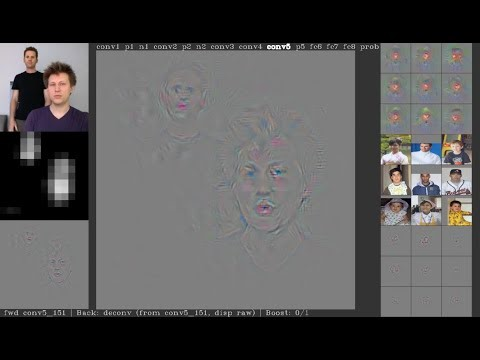 conv1 p1 n1 conv2 p2 n2 conv3 conv4 conv5 p5 fc6 fc7 fc8 prob
fwd conv5_151 | Back: deconv (from conv5_151, disp raw) | Boost: 0/1